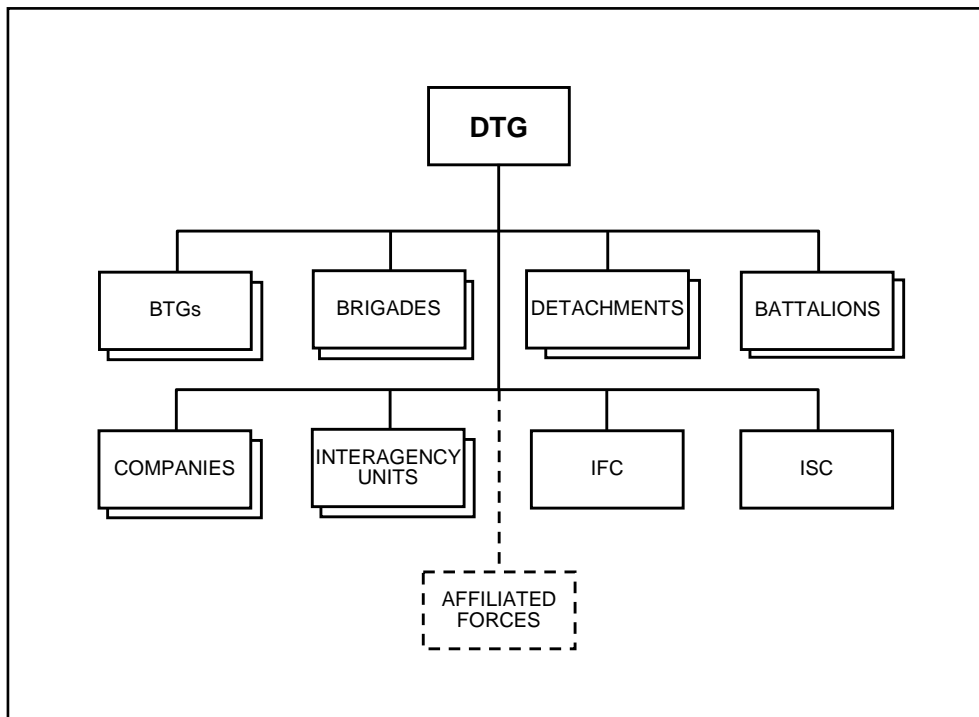 DTG
BTGs
BRIGADES
DETACHMENTS
BATTALIONS
COMPANIES
INTERAGENCY
UNITS
IFC
ISC
AFFILIATED
FORCES